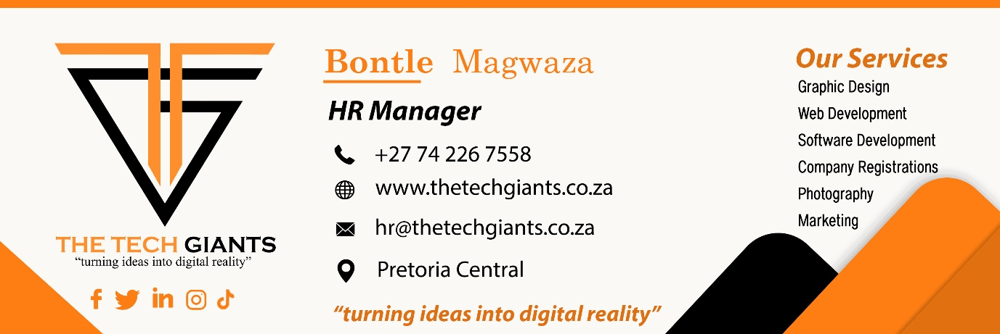 THE TECH GIANTS
“turning ideas into digital reality”
Bontle Magwaza
HR Manager
+27 74 226 7558
www.thetechgiants.co.za
hr@thetechgiants.co.za
Pretoria Central
“turning ideas into digital reality”
Our Services
Graphic Design
Web Development
Software Development
Company Registrations
Photography
Marketing